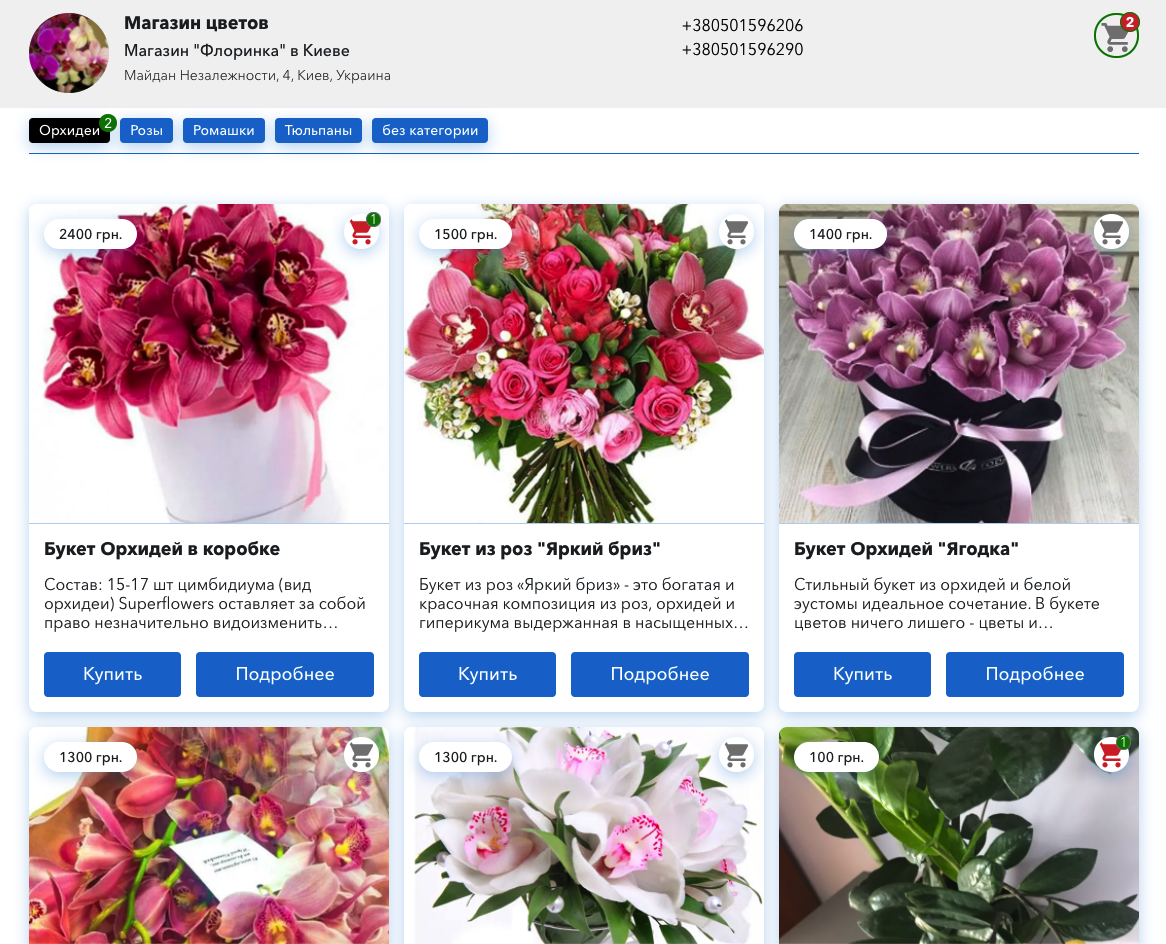 Магазин цветов
Магазин "Флоринка" в Киеве
Майдан Незалежности, 4, Киев, Украина
+380501596206
+380501596290
2
Орхидеи
2
Розы
Ромашки
Тюльпаны
без категории
2400 грн.
1
1500 грн.
1400 грн.
Букет Орхидей в коробке
Состав: 15-17 шт цимбидиума (вид
орхидеи) Superflowers оставляет за собой
право незначительно видоизменить…
Купить
Подробнее
Букет из роз "Яркий бриз"
Букет из роз «Яркий бриз» - это богатая и
красочная композиция из роз, орхидей и
гиперикума выдержанная в насыщенных…
Купить
Подробнее
Букет Орхидей "Ягодка"
Стильный букет из орхидей и белой
эустомы идеальное сочетание. В букете
цветов ничего лишего - цветы и…
Купить
Подробнее
1300 грн.
1300 грн.
100 грн.
1